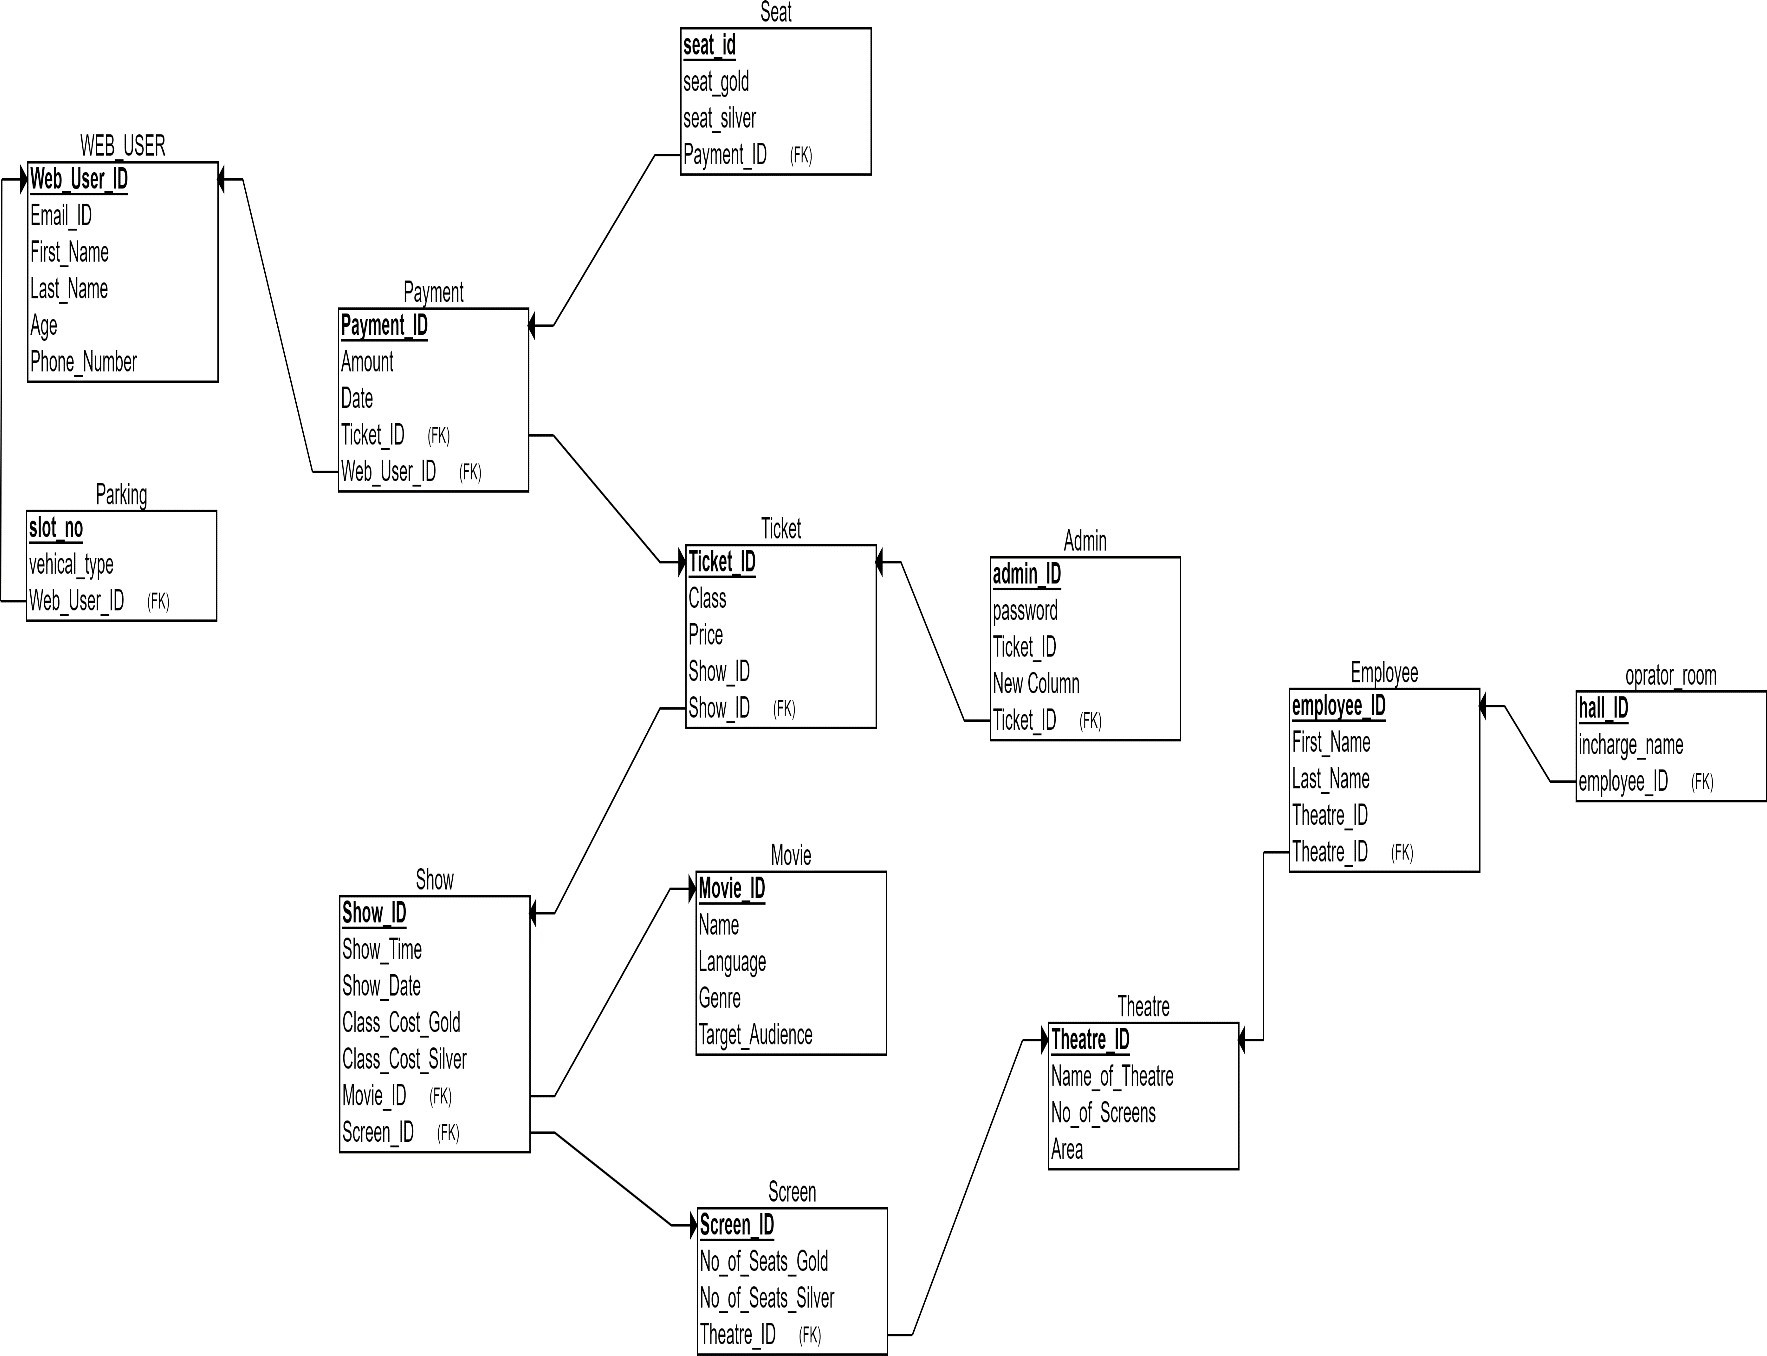 Seat
seat_id
seat_gold
seat_silver
Payment_ID (FK)
WEB_USER
Web_User_ID
Email_ID
First_Name
Last_Name
Age
Phone_Number
Payment
Payment_ID
Amount
Date
Ticket_ID (FK)
Web_User_ID (FK)
Parking
slot_no
vehical_type
Web_User_ID (FK)
Ticket
Ticket_ID
Class
Price
Show_ID
Show_ID (FK)
Admin
admin_ID
password
Ticket_ID
New Column
Ticket_ID (FK)
Employee
employee_ID
First_Name
Last_Name
Theatre_ID
Theatre_ID (FK)
oprator_room
hall_ID
incharge_name
employee_ID (FK)
Show
Show_ID
Show_Time
Show_Date
Class_Cost_Gold
Class_Cost_Silver
Movie_ID (FK)
Screen_ID (FK)
Movie
Movie_ID
Name
Language
Genre
Target_Audience
Theatre
Theatre_ID
Name_of_Theatre
No_of_Screens
Area
Screen
Screen_ID
No_of_Seats_Gold
No_of_Seats_Silver
Theatre_ID (FK)